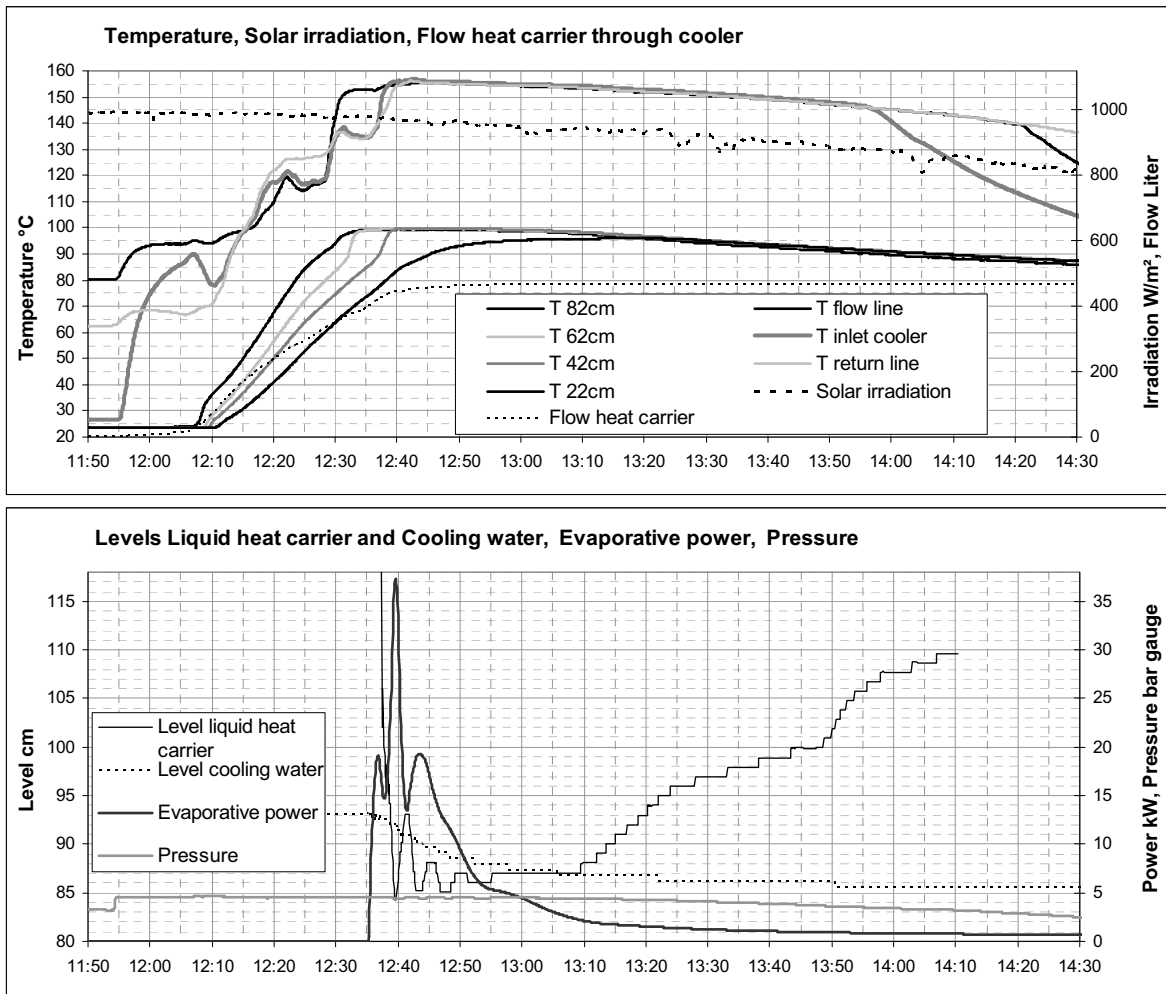 Temperature, Solar irradiation, Flow heat carrier through cooler
Temperature °C
160
150
140
130
120
110
100
90
80
70
60
50
40
30
20
1000
800
600
400
200
0
Irradiation W/m², Flow Liter
T 82cm
T flow line
T 62cm
T inlet cooler
T 42cm
T return line
T 22cm
Solar irradiation
Flow heat carrier
11:50 12:00 12:10 12:20 12:30 12:40 12:50 13:00 13:10 13:20 13:30 13:40 13:50 14:00 14:10 14:20 14:30
Levels Liquid heat carrier and Cooling water, Evaporative power, Pressure
Level cm
115
110
105
100
95
90
85
80
35
30
25
20
15
10
5
0
Power kW, Pressure bar gauge
Level liquid heat
carrier
Level cooling water
Evaporative power
Pressure
11:50 12:00 12:10 12:20 12:30 12:40 12:50 13:00 13:10 13:20 13:30 13:40 13:50 14:00 14:10 14:20 14:30